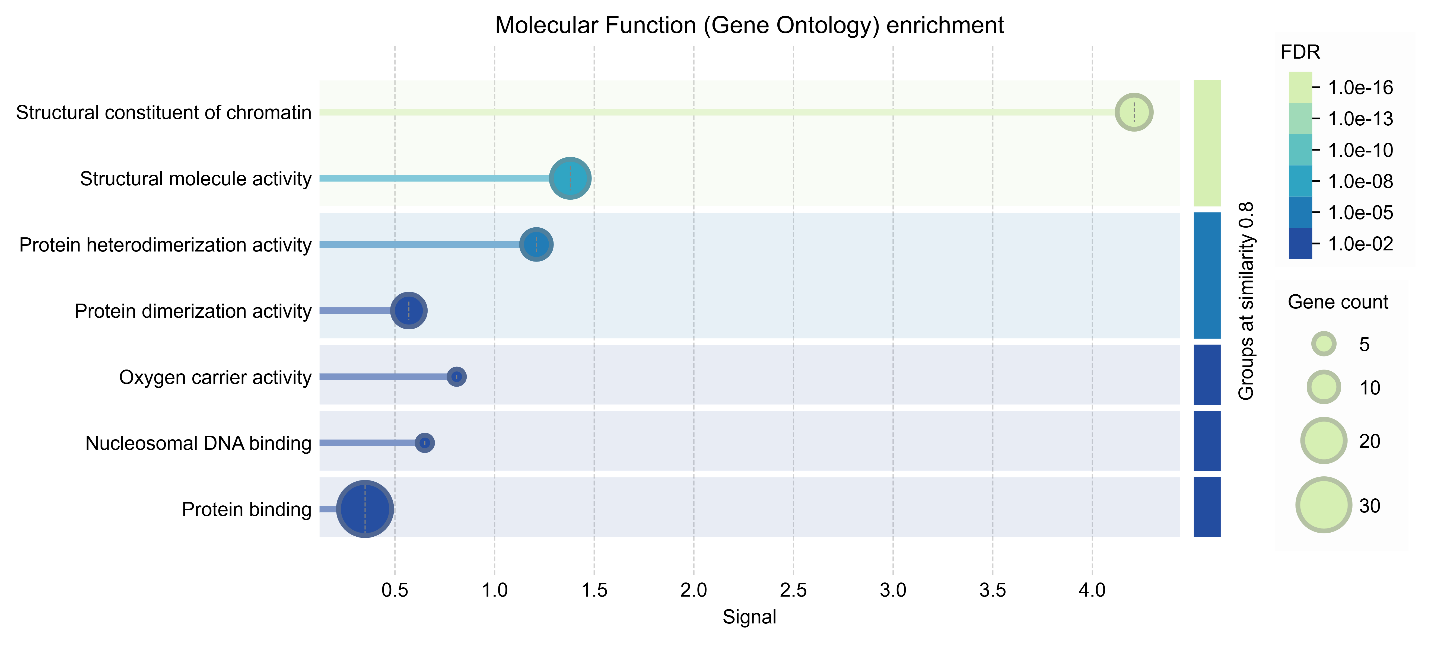 Molecular Function (Gene Ontology) enrichment
Structural constituent of chromatin
Structural molecule activity
Protein heterodimerization activity
Protein dimerization activity
Oxygen carrier activity
Nucleosomal DNA binding
Protein binding
0.5 1.0 1.5 2.0 2.5 3.0 3.5 4.0
Signal
Groups at similarity 0.8
FDR
1.0e-16
1.0e-13
1.0e-10
1.0e-08
1.0e-05
1.0e-02
Gene count
5
10
20
30